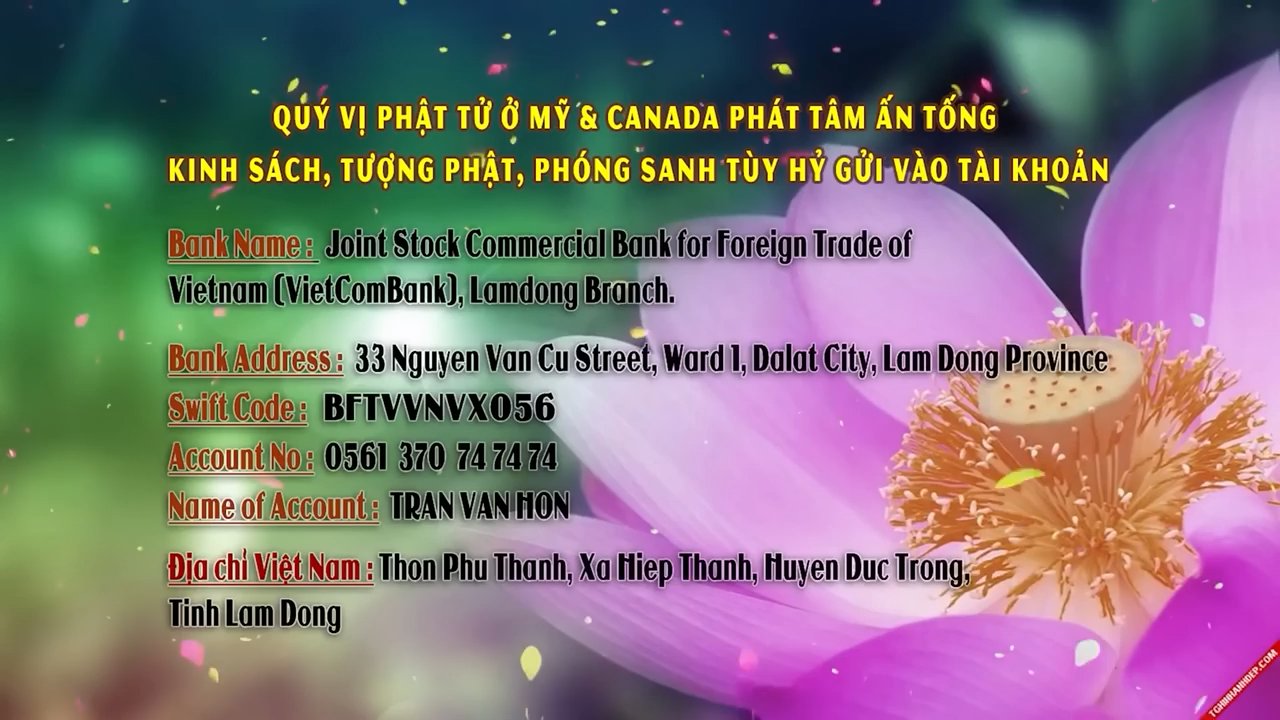 QUÝ VỊ PHẬT TỬ Ở MỸ & CANADA PHÁT TÂM ẤN TỐNG
KINH SÁCH, TƯỢNG PHẬT, PHÓNG SANH TÙY HỶ GỬI VÀO TÀI KHOẢN
Bank Name : Joint Stock Commercial Bank for Foreign Trade of
Vietnam (VietComBank), Lamdong Branch.
Bank Address : 33 Nguyen Van Cu Street, Ward 1, Dalat City, Lam Dong Province
Swift Code : BFTVVNVX056
Account No : 0561 370 74 74 74
Name of Account : TRAN VAN HON
Địa chỉ Việt Nam : Thon Phu Thanh, Xa Hiep Thanh, Huyen Duc Trong,
Tinh Lam Dong